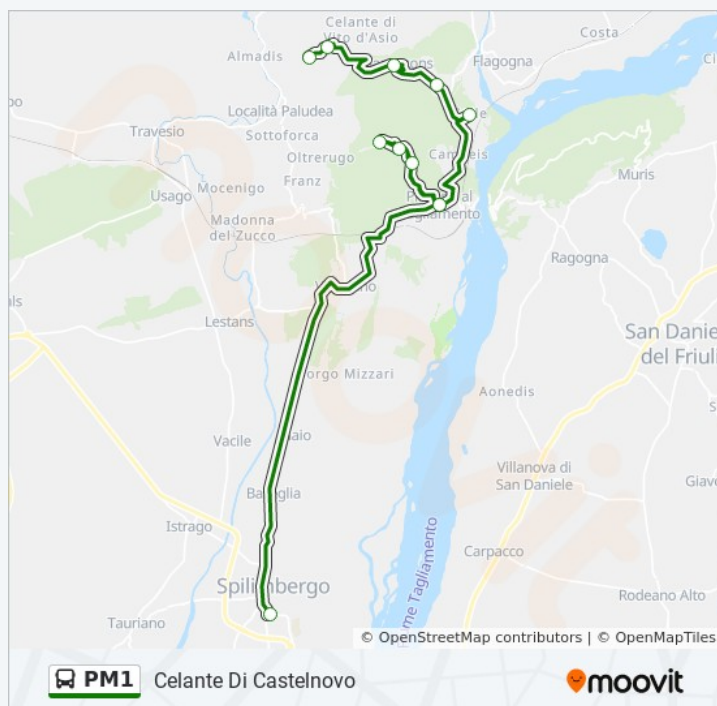 Celante di
Vito d'Asio
Costa
Almadis
Flagogna
Località Paludea
Travesio
Sottoforca
Oltrerugo
Mocenigo
Franz
Usago
Muris
Madonna
del Zucco
Ragogna
Lestans
San Daniele
del Friuli
Borgo Mizzari
Aonedis
Vacile
Villanova di
San Daniele
Istrago
Carpacco
Spilimbergo
Tauriano
Rodeano Alto
© OpenStreetMap contributors | © OpenMapTiles
PM1 Celante Di Castelnovo
moovit